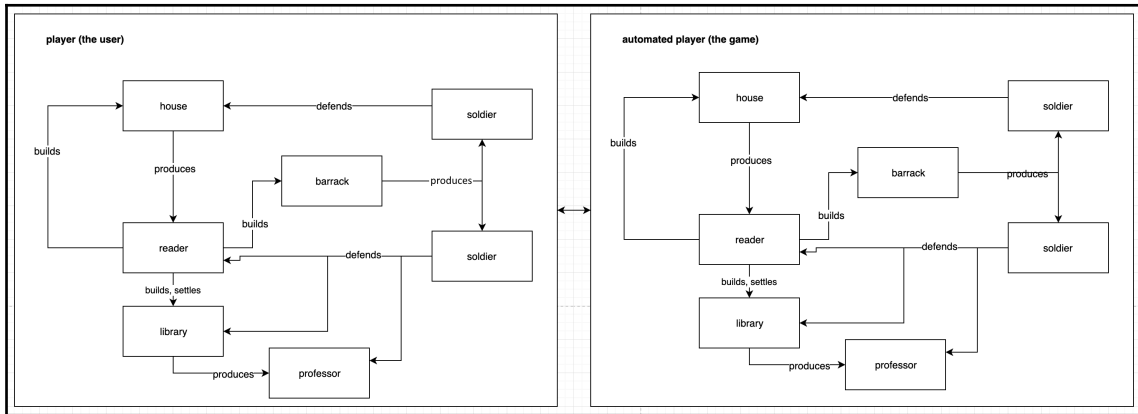 player (the user)
house
defends
soldier
builds
produces
barrack
produces
builds
reader
defends
soldier
builds, settles
library
produces
professor
automated player (the game)
house
defends
soldier
builds
produces
barrack
produces
builds
reader
defends
soldier
builds, settles
library
produces
professor